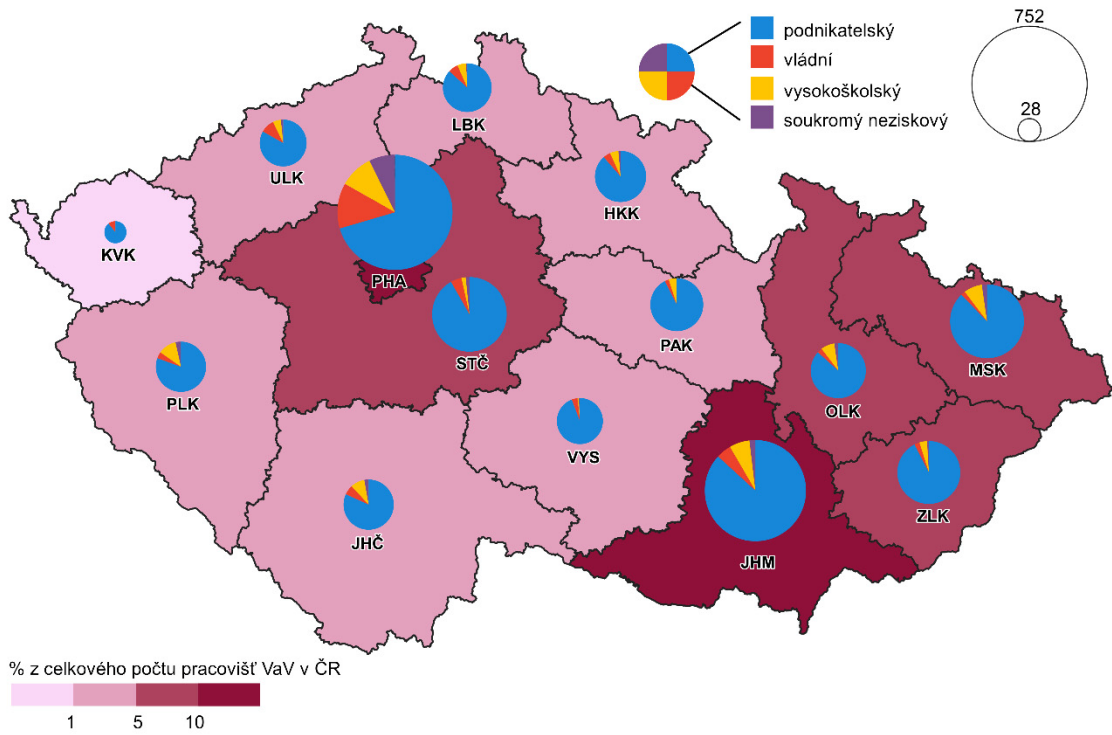 752
28
podnikatelský
vládní
vysokoškolský
soukromý neziskový
LBK
ULK
HKK
KVK
PHA
STČ
PAK
MSK
OLK
PLK
VYS
ZLK
JHČ
JHM
% z celkového počtu pracovišť VaV v ČR
1 5 10